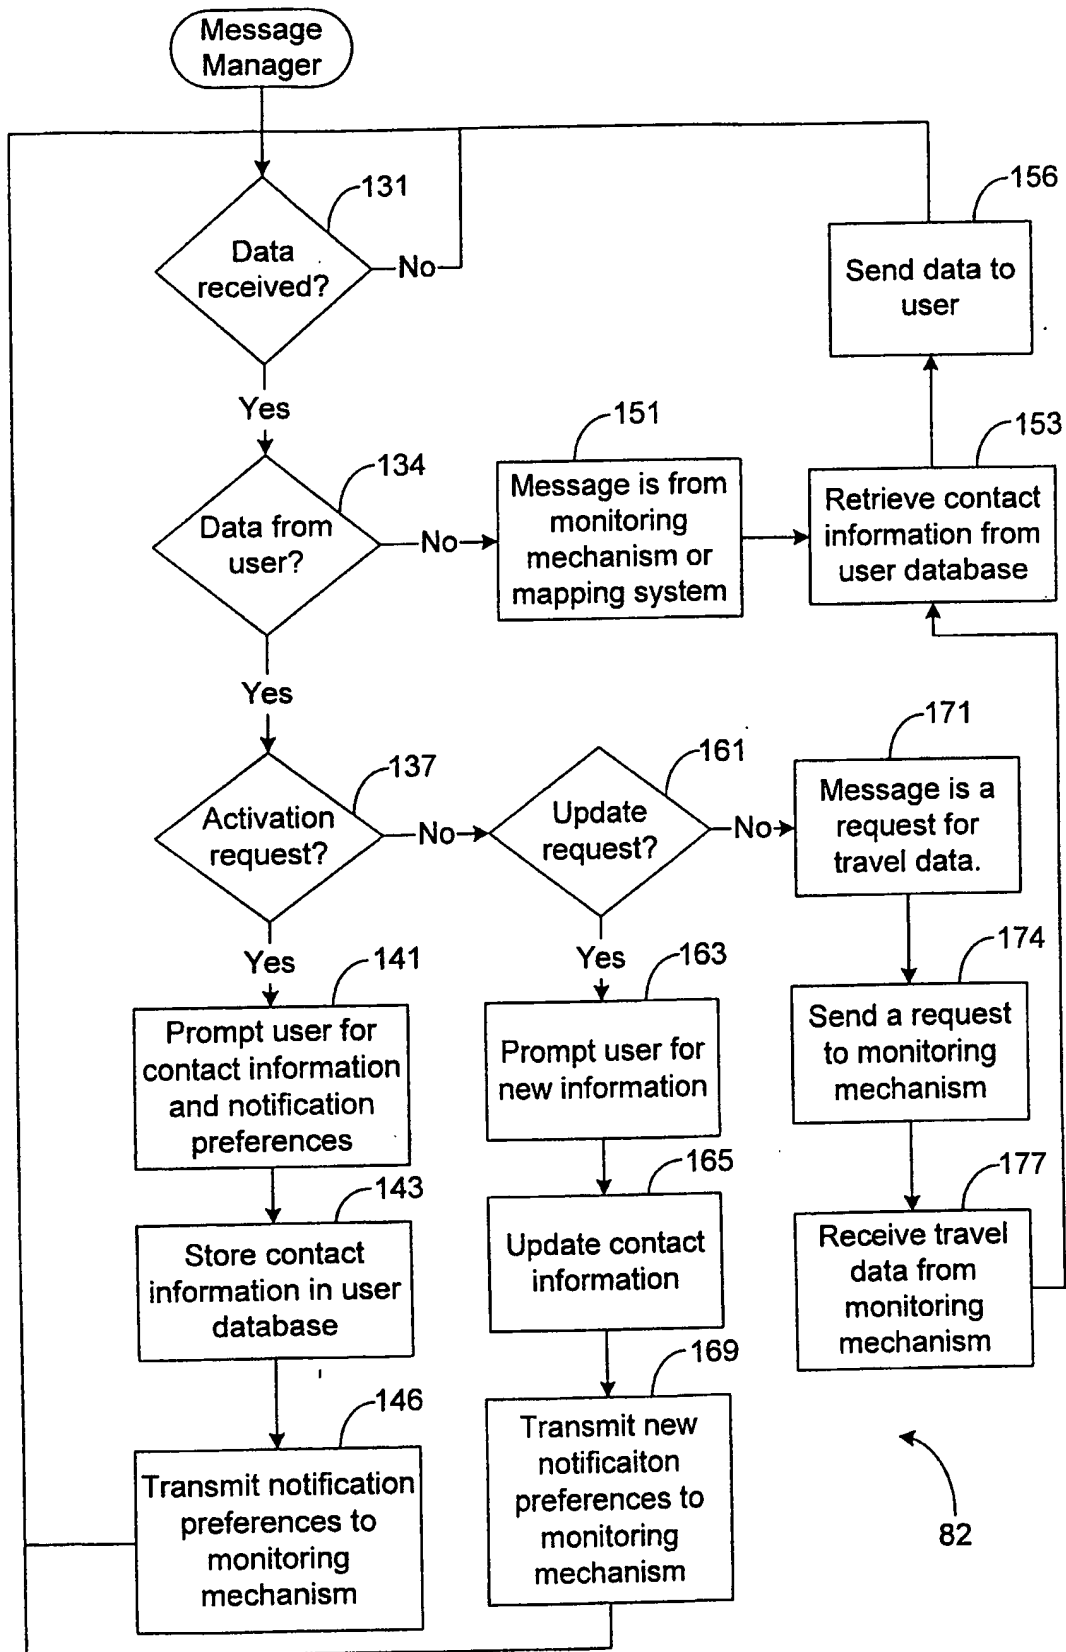 Message
Manager
131
Data
received?
No
Yes
156
Send data to
user
134
Data from
user?
No
Yes
151
Message is from
monitoring
mechanism or
mapping system
153
Retrieve contact
information from
user database
137
Activation
request?
No
Yes
161
Update
request?
No
Yes
171
Message is a
request for
travel data.
141
Prompt user for
contact information
and notification
preferences
163
Prompt user for
new information
174
Send a request
to monitoring
mechanism
143
Store contact
information in user
database
165
Update contact
information
177
Receive travel
data from
monitoring
mechanism
146
Transmit notification
preferences to
monitoring
mechanism
169
Transmit new
notificaiton
preferences to
monitoring
mechanism
82